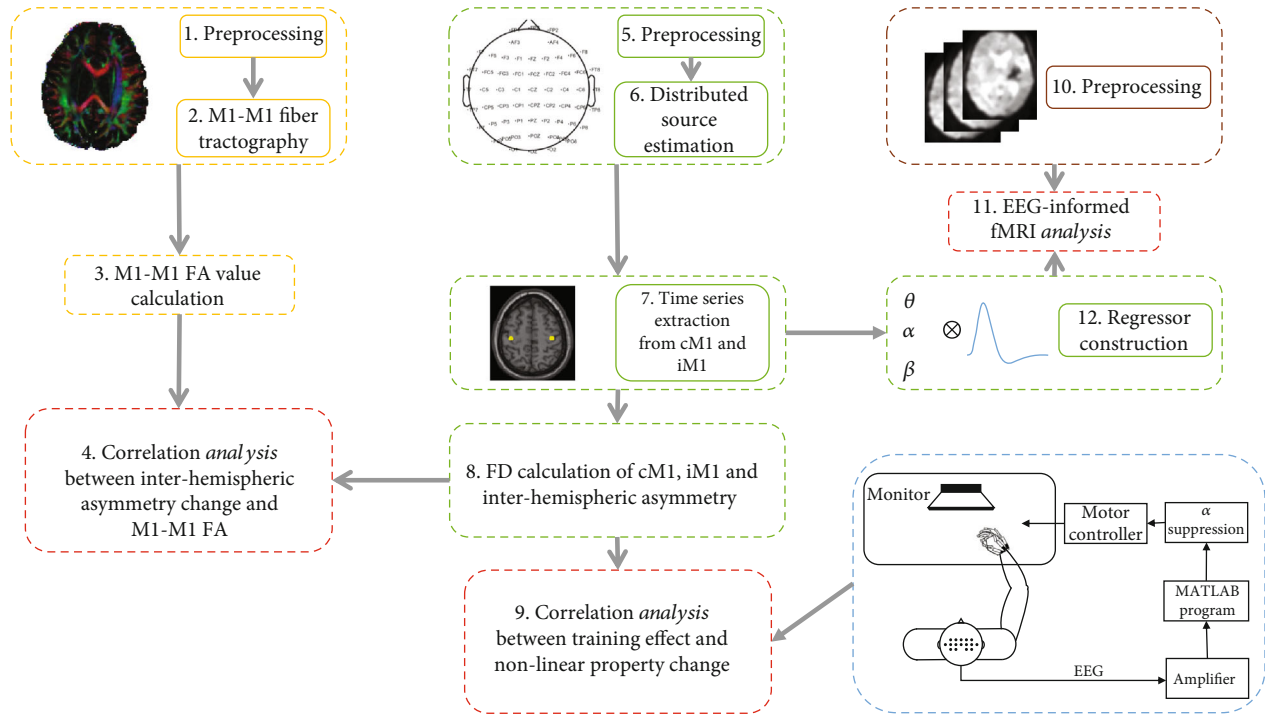 1. Preprocessing
2. M1-M1 fiber
tractography
3. M1-M1 FA value
calculation
4. Correlation analysis
between inter-hemispheric
asymmetry change and
M1-M1 FA
5. Preprocessing
6. Distributed
source
estimation
7. Time series
extraction
from cM1 and
iM1
8. FD calculation of cM1, iM1 and
inter-hemispheric asymmetry
9. Correlation analysis
between training effect and
non-linear property change
10. Preprocessing
11. EEG-informed
fMRI analysis
θ
α
β
⊗
12. Regressor
construction
Monitor
Motor
controller
α
suppression
MATLAB
program
Amplifier
EEG